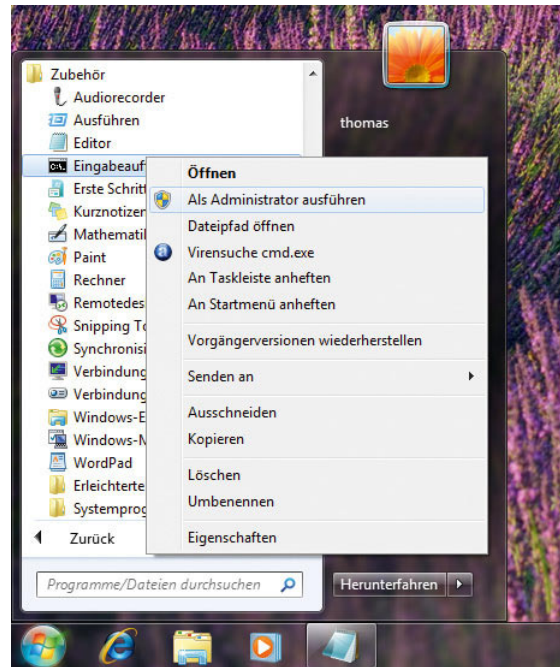 Zubehör
Audiorecorder
Ausführen
Editor
Eingabeauf
Erste Schritt
Kurznotizen
Mathemati
Paint
Rechner
Remotedes
Snipping To
Synchronisi
Verbindung
Verbindung
Windows-E
Windows-M
WordPad
Erleichterte
Systemprog
Zurück
Programme/Dateien durchsuchen
thomas
Öffnen
Als Administrator ausführen
Dateipfad öffnen
Virensuche cmd.exe
An Taskleiste anheften
An Startmenü anheften
Vorgängerversionen wiederherstellen
Senden an
Ausschneiden
Kopieren
Löschen
Umbenennen
Eigenschaften
Herunterfahren